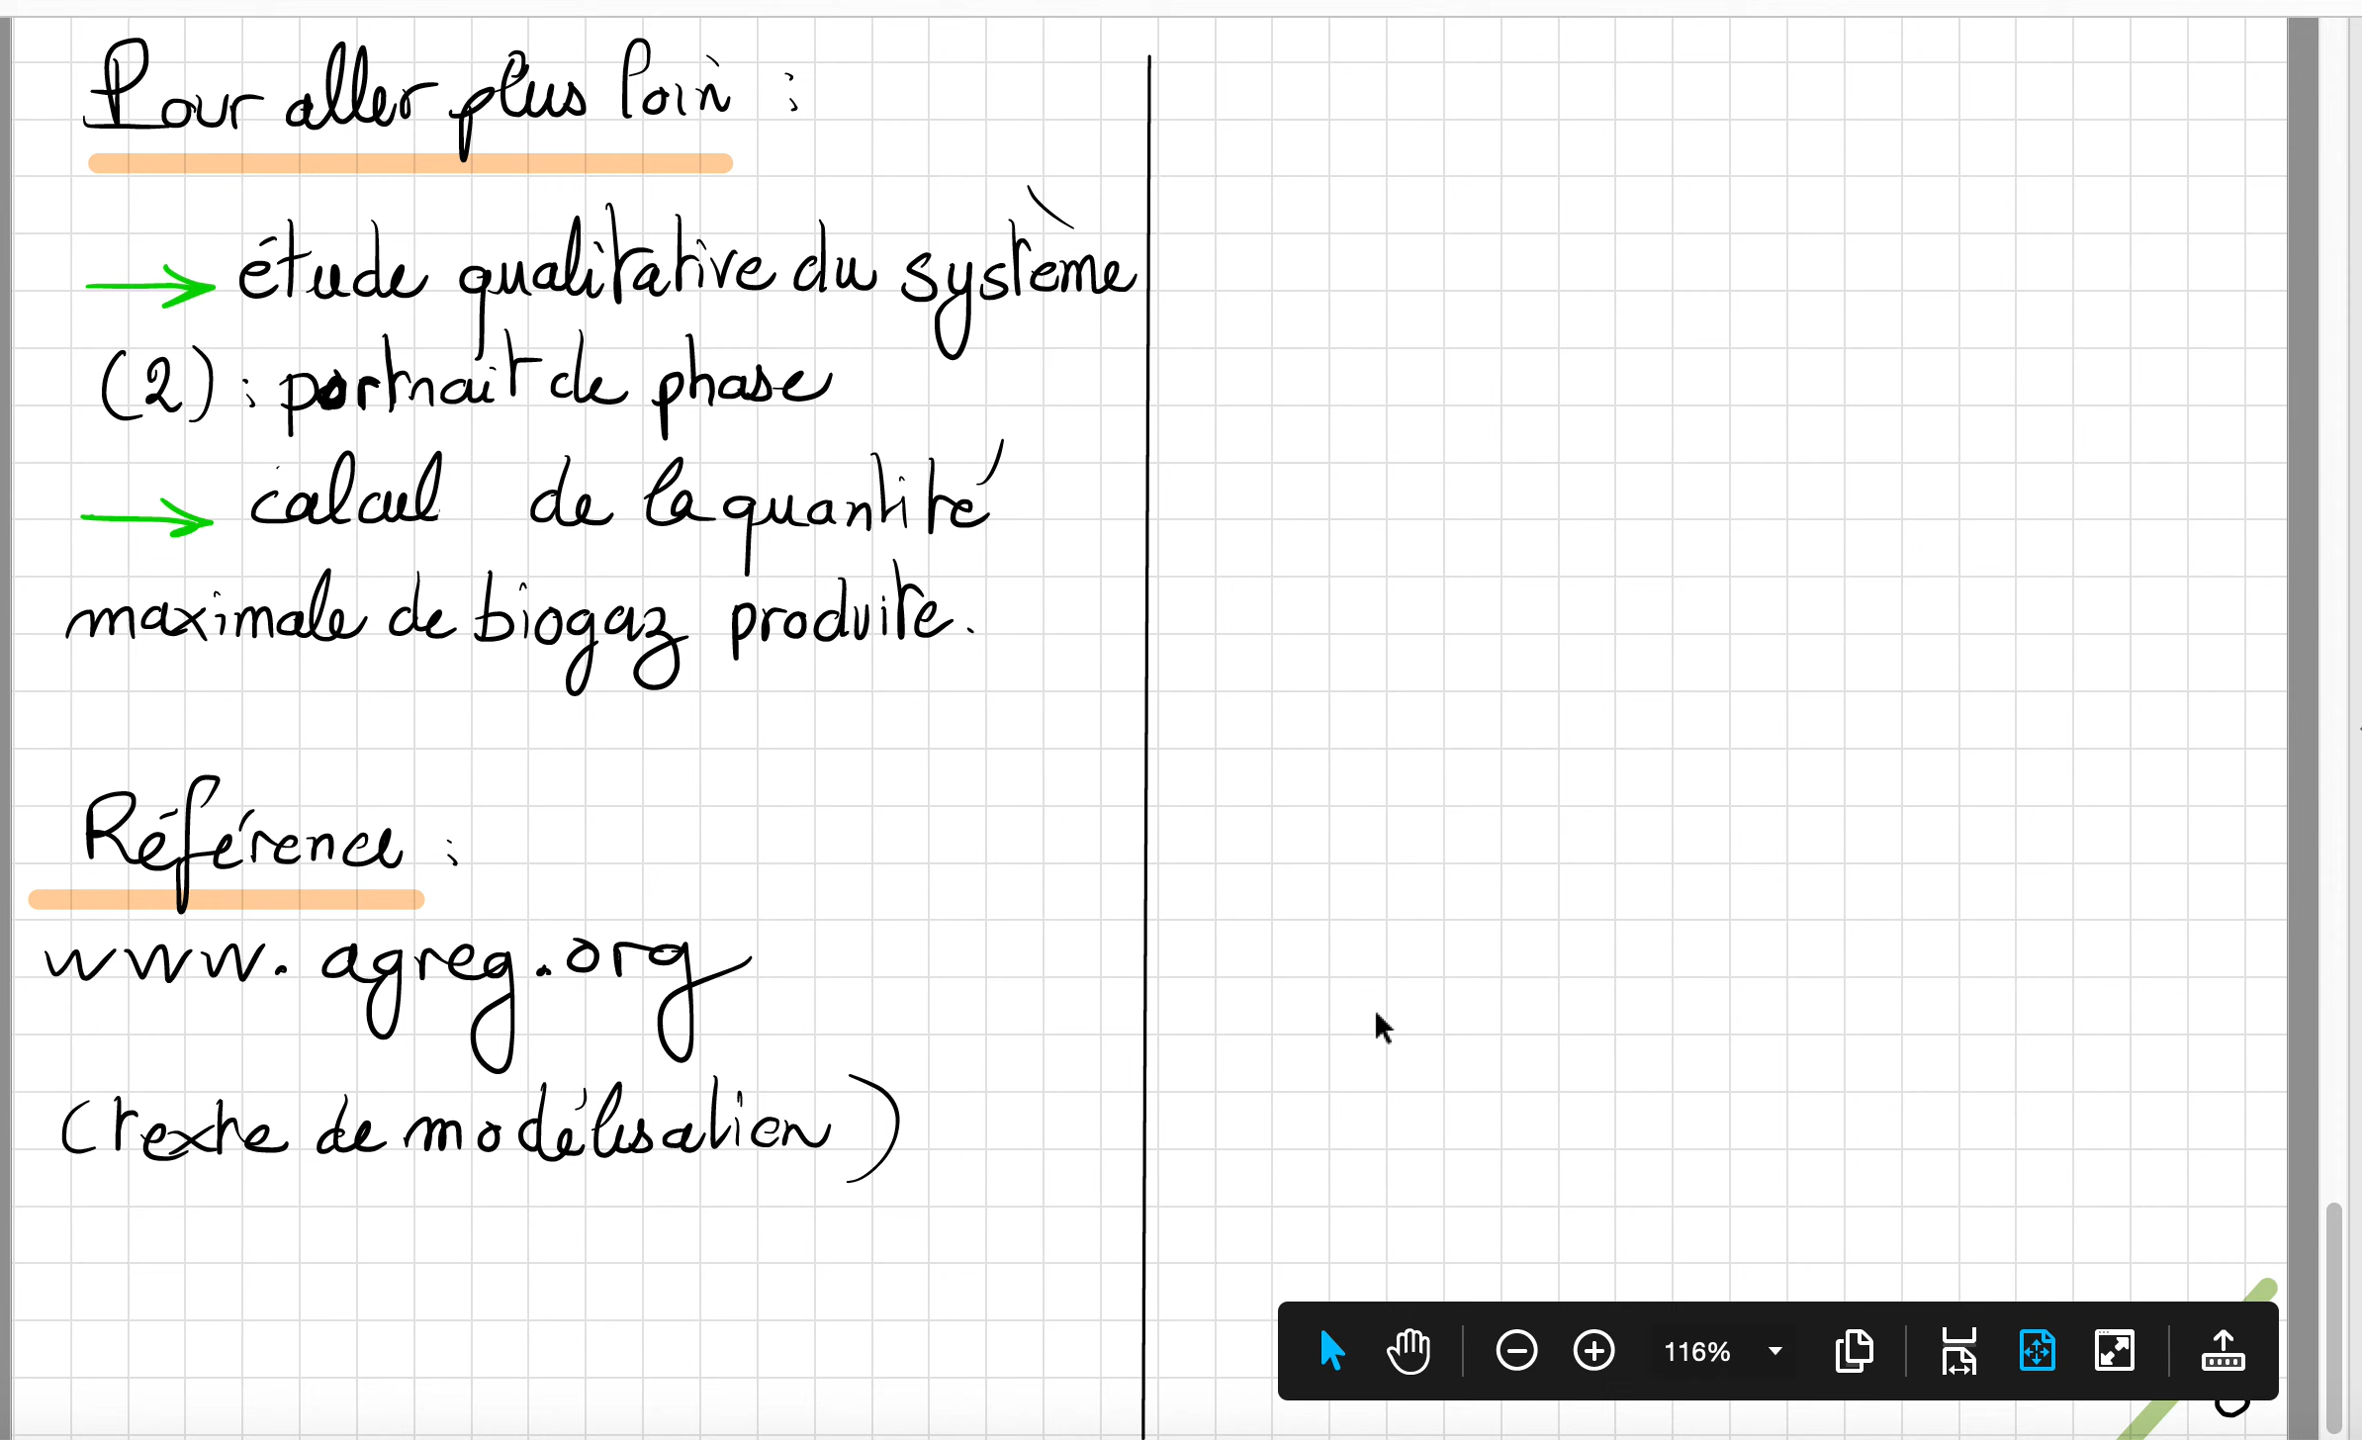 Pour aller plus loin :
→ étude qualitative du système
(2) : portrait de phase
→ calcul de la quantité
maximale de biogaz produite.
Référence :
www.agreg.org
(texte de modélisation)
116%